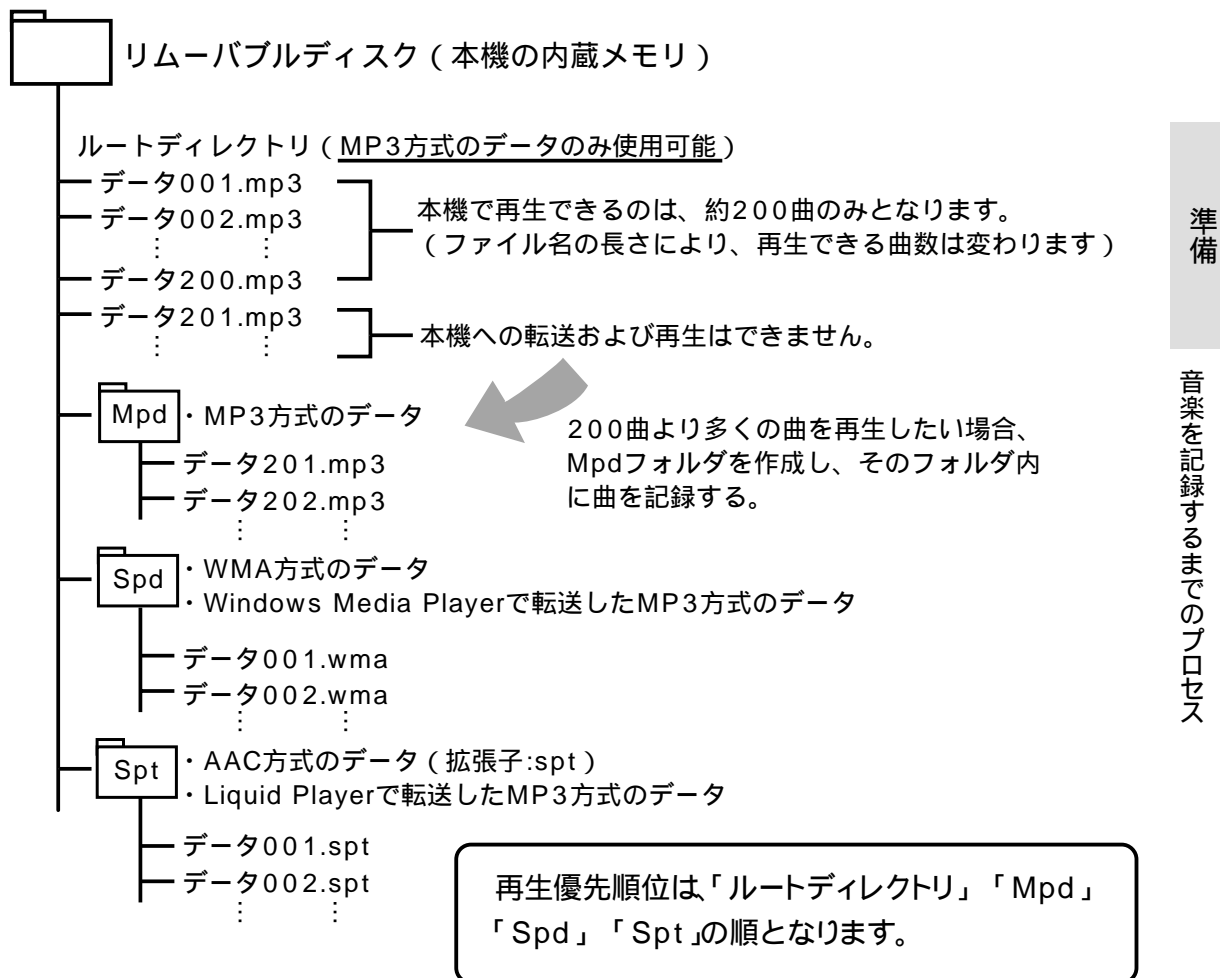 リムーバブルディスク(本機の内蔵メモリ)
ルートディレクトリ(MP3方式のデータのみ使用可能)
データ001.mp3
データ002.mp3
⋮ ⋮
データ200.mp3
本機で再生できるのは、約200曲のみとなります。
(ファイル名の長さにより、再生できる曲数は変わります)
データ201.mp3
⋮ ⋮
本機への転送および再生はできません。
Mpd ・MP3方式のデータ
データ201.mp3
データ202.mp3
⋮ ⋮
200曲より多くの曲を再生したい場合、
Mpdフォルダを作成し、そのフォルダ内
に曲を記録する。
Spd ・WMA方式のデータ
・Windows Media Playerで転送したMP3方式のデータ
データ001.wma
データ002.wma
⋮ ⋮
Spt ・AAC方式のデータ(拡張子:spt)
・Liquid Playerで転送したMP3方式のデータ
データ001.spt
データ002.spt
⋮ ⋮
再生優先順位は、「ルートディレクトリ」「Mpd」
「Spd」「Spt」の順となります。
準備
音楽を記録するまでのプロセス